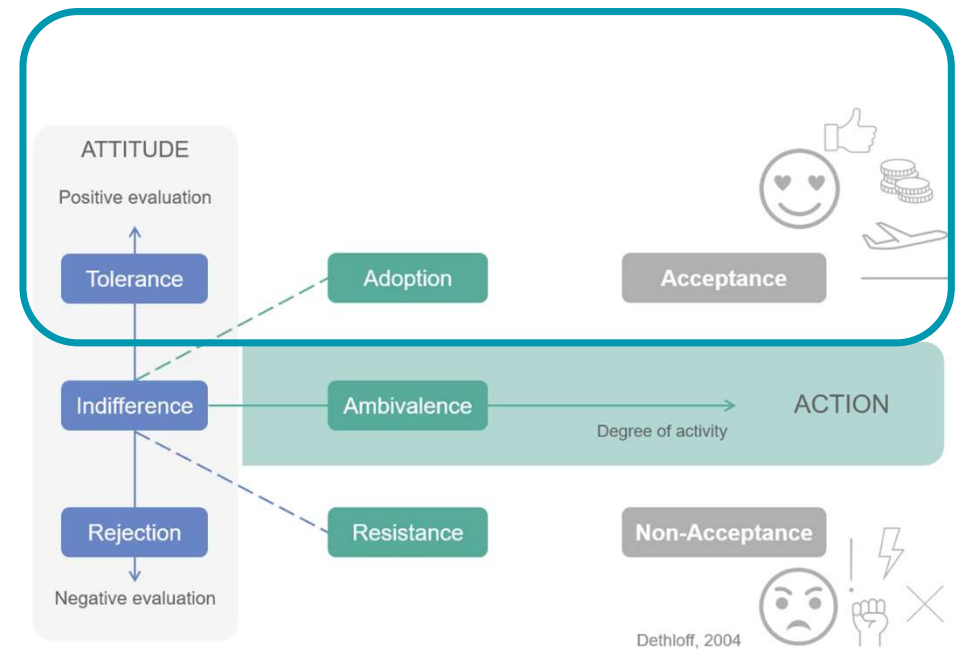 ATTITUDE
Positive evaluation
Tolerance
Adoption
Acceptance
Indifference
Ambivalence
ACTION
Degree of activity
Rejection
Resistance
Non-Acceptance
Negative evaluation
Dethloff, 2004